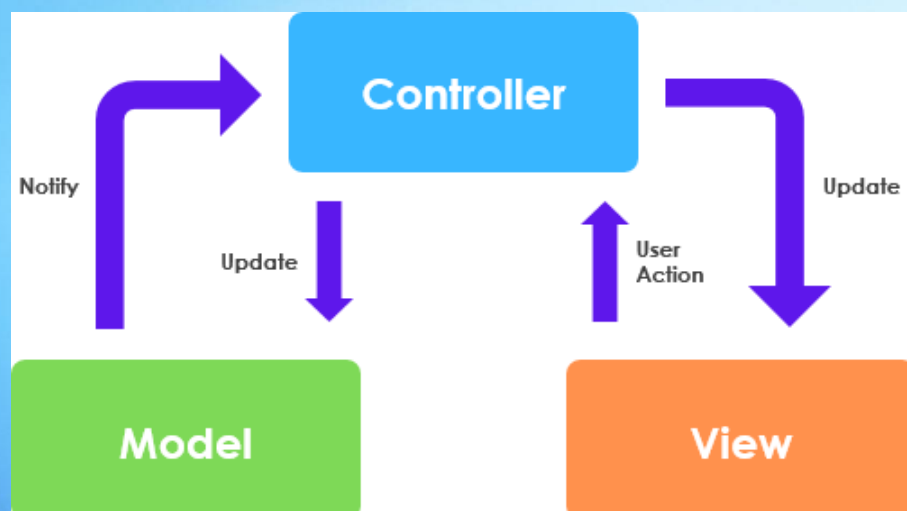 Controller
Notify
Update
Update
User
Action
Model
View